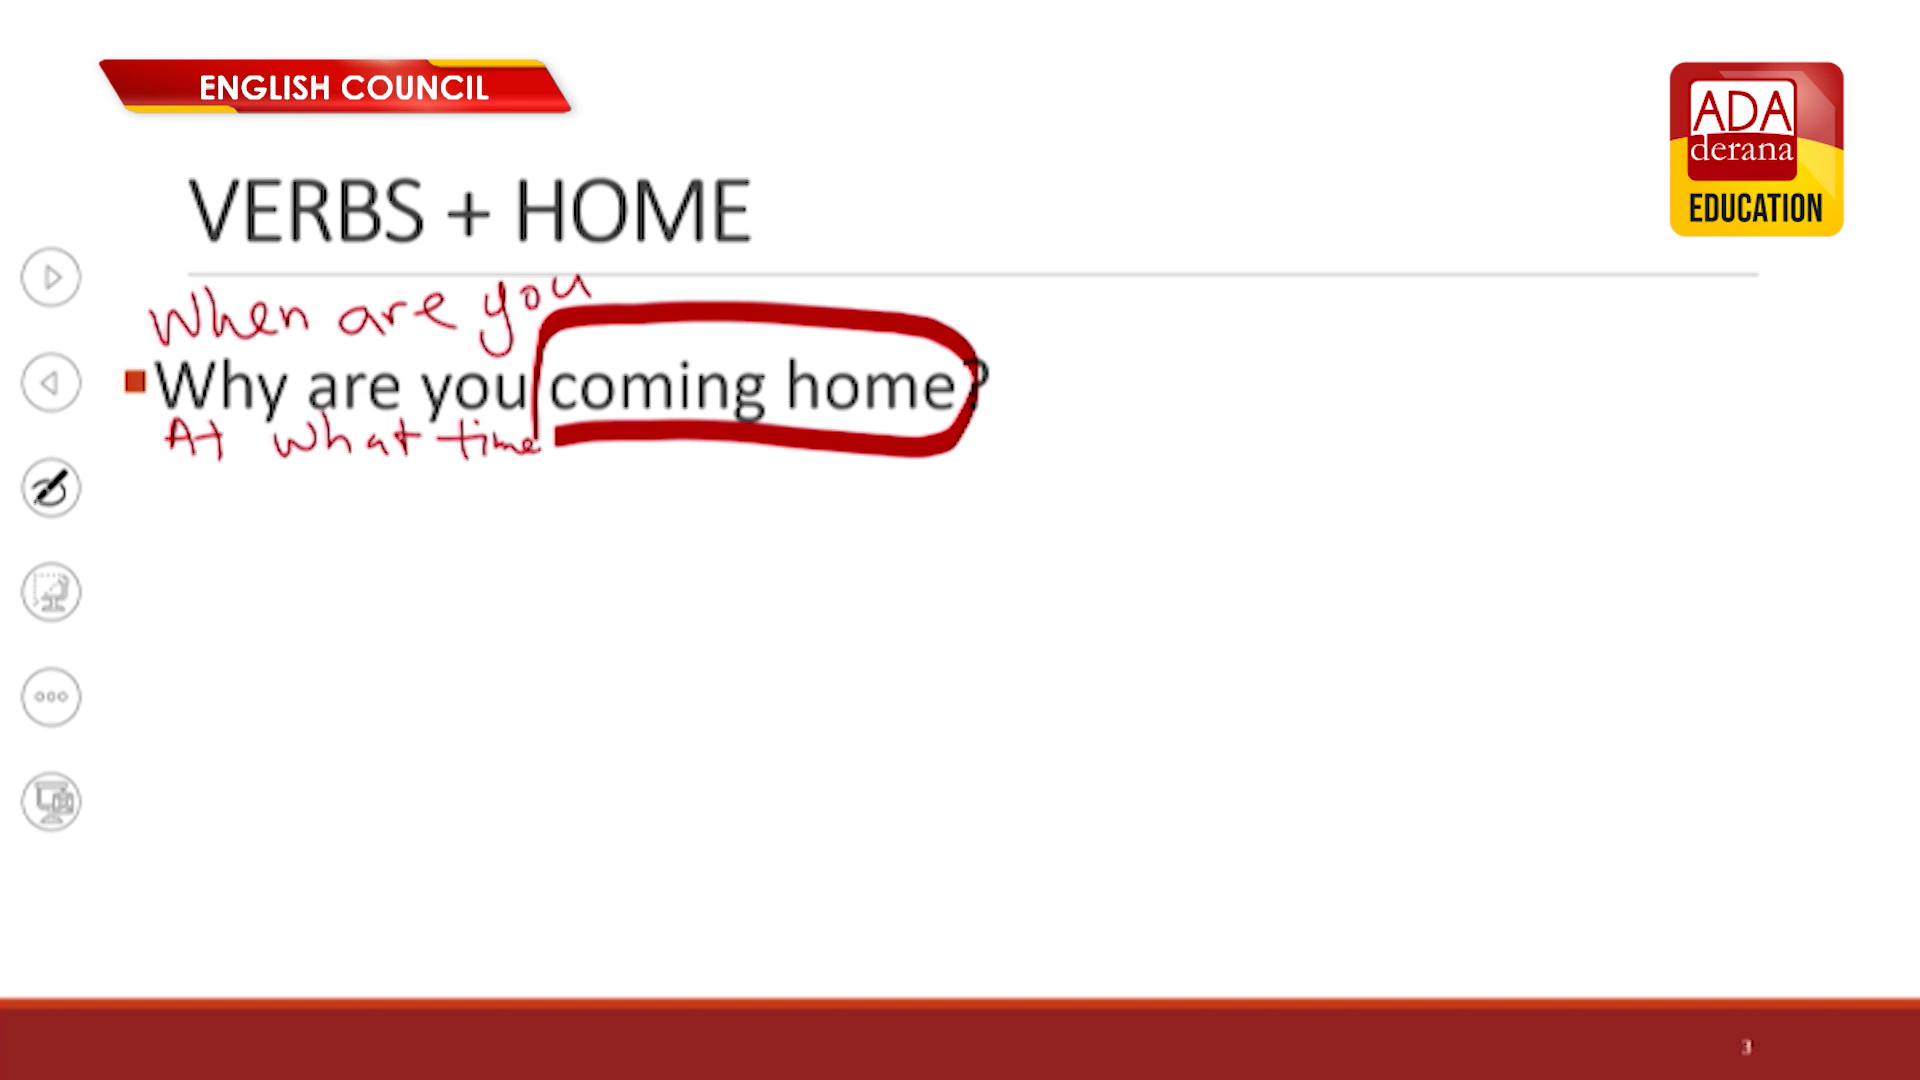 ENGLISH COUNCIL
ADA
derana
EDUCATION
VERBS + HOME
When are you
Why are you coming home?
At what time
3